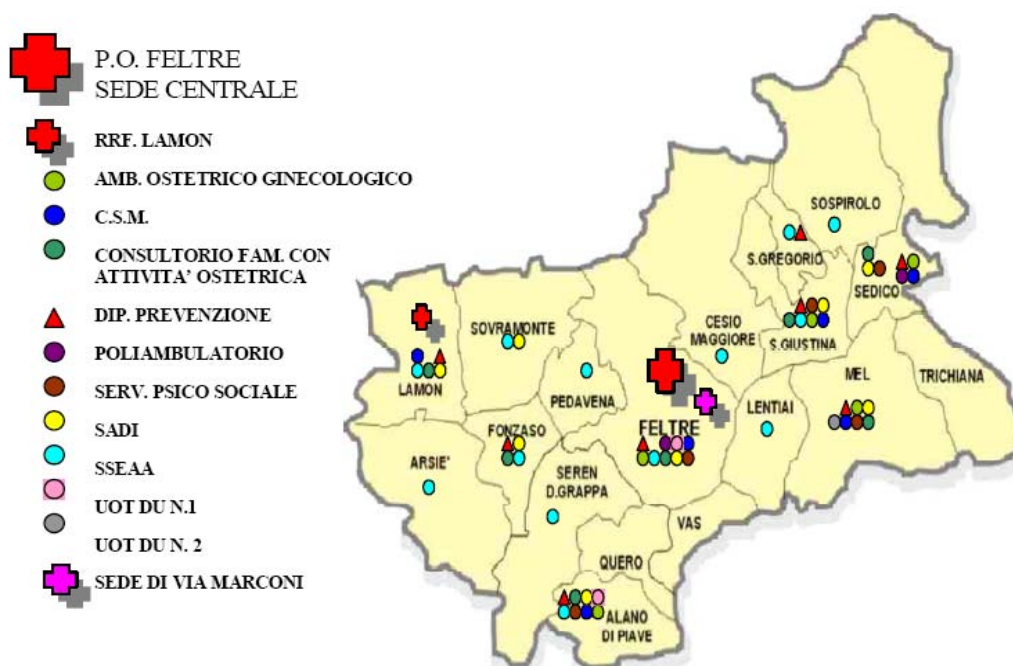 P.O. FELTRE
SEDE CENTRALE
RRF. LAMON
AMB. OSTETRICO GINECOLOGICO
C.S.M.
CONSULTORIO FAM. CON
ATTIVITA' OSTETRICA
DIP. PREVENZIONE
POLIAMBULATORIO
SERV. PSICO SOCIALE
SADI
SSEAA
UOT DU N.1
UOT DU N. 2
SEDE DI VIA MARCONI
SOSPIROLO
S.GREGORIO
SEDICO
SOVRAMONTE
CESIO
MAGGIORE
S.GIUSTINA
LAMON
PEDAVENA
MEL
TRICHIANA
LENTIAI
FONZASO
FELTRE
ARSIE'
SEREN
D.GRAPPA
VAS
QUERO
ALANO
DI PIAVE